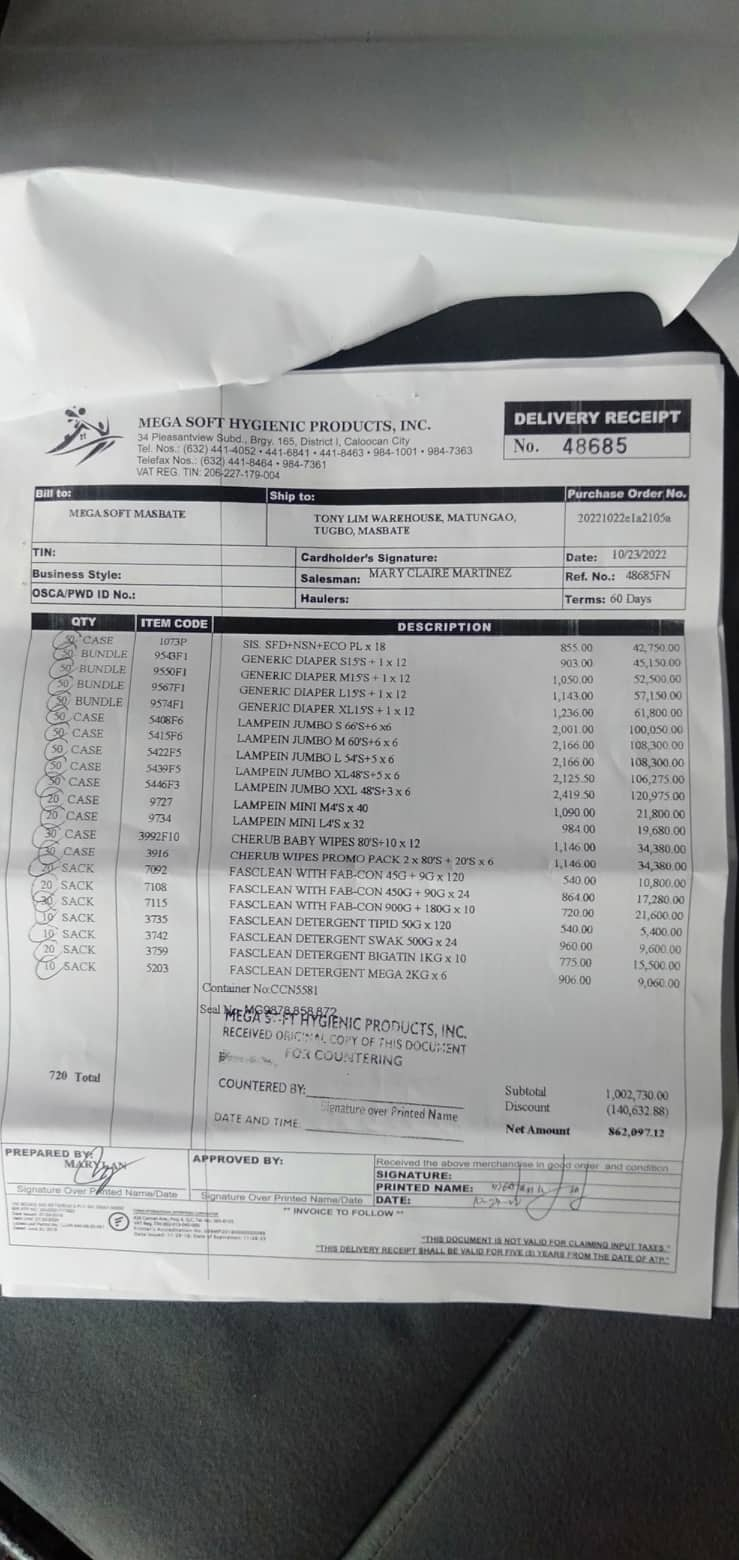 MEGA SOFT HYGIENIC PRODUCTS, INC.
34 Pleasantview Subd., Brgy. 165, District I, Caloocan City
Tel. Nos.: (632) 441-4052 • 441-6841 • 441-8463 • 984-1001 • 984-7363
Telefax Nos.: (632) 441-8464 • 984-7361
VAT REG. TIN: 206-227-179-004
DELIVERY RECEIPT
No. 48685
Bill to: Ship to: Purchase Order No.
MEGASOFT MASBATE TONY LIM WAREHOUSE, MATUNGAO, 20221022e1a2105a
TUGBO, MASBATE
TIN: Cardholder's Signature: Date: 10/23/2022
Business Style: Salesman: MARY CLAIRE MARTINEZ Ref. No.: 48685FN
OSCA/PWD ID No.: Haulers: Terms: 60 Days
QTY ITEM CODE DESCRIPTION
50 CASE 1073P SIS. SFD+NSN+ECO PL x 18 855.00 42,750.00
50 BUNDLE 9543F1 GENERIC DIAPER S15'S + 1 x 12 903.00 45,150.00
50 BUNDLE 9550F1 GENERIC DIAPER M15'S + 1 x 12 1,050.00 52,500.00
50 BUNDLE 9567F1 GENERIC DIAPER L15'S + 1 x 12 1,143.00 57,150.00
50 BUNDLE 9574F1 GENERIC DIAPER XL15'S + 1 x 12 1,236.00 61,800.00
50 CASE 5408F6 LAMPEIN JUMBO S 66'S+6 x6 2,001.00 100,050.00
50 CASE 5415F6 LAMPEIN JUMBO M 60'S+6 x 6 2,166.00 108,300.00
50 CASE 5422F5 LAMPEIN JUMBO L 54'S+5 x 6 2,166.00 108,300.00
50 CASE 5439F5 LAMPEIN JUMBO XL48'S+5 x 6 2,125.50 106,275.00
50 CASE 5446F3 LAMPEIN JUMBO XXL 48'S+3 x 6 2,419.50 120,975.00
20 CASE 9727 LAMPEIN MINI M4'S x 40 1,090.00 21,800.00
20 CASE 9734 LAMPEIN MINI L4'S x 32 984.00 19,680.00
30 CASE 3992F10 CHERUB BABY WIPES 80'S+10 x 12 1,146.00 34,380.00
30 CASE 3916 CHERUB WIPES PROMO PACK 2 x 80'S + 20'S x 6 1,146.00 34,380.00
20 SACK 7092 FASCLEAN WITH FAB-CON 45G + 9G x 120 540.00 10,800.00
20 SACK 7108 FASCLEAN WITH FAB-CON 450G + 90G x 24 864.00 17,280.00
30 SACK 7115 FASCLEAN WITH FAB-CON 900G + 180G x 10 720.00 21,600.00
10 SACK 3735 FASCLEAN DETERGENT TIPID 50G x 120 540.00 5,400.00
10 SACK 3742 FASCLEAN DETERGENT SWAK 500G x 24 960.00 9,600.00
20 SACK 3759 FASCLEAN DETERGENT BIGATIN 1KG x 10 775.00 15,500.00
10 SACK 5203 FASCLEAN DETERGENT MEGA 2KG x 6 906.00 9,060.00
Container No:CCN5581
Seal
MEGA SOFT HYGIENIC PRODUCTS, INC.
RECEIVED ORIGINAL COPY OF THIS DOCUMENT
FOR COUNTERING
720 Total
COUNTERED BY:
Signature over Printed Name
DATE AND TIME:
Subtotal 1,002,730.00
Discount (140,632.88)
Net Amount 862,097.12
PREPARED BY: APPROVED BY: Received the above merchandise in good order and condition
MARYLAN SIGNATURE:
PRINTED NAME:
Signature Over Printed Name/Date Signature Over Printed Name/Date DATE:
** INVOICE TO FOLLOW **
"THIS DOCUMENT IS NOT VALID FOR CLAIMING INPUT TAXES."
"THIS DELIVERY RECEIPT SHALL BE VALID FOR FIVE (5) YEARS FROM THE DATE OF ATP."